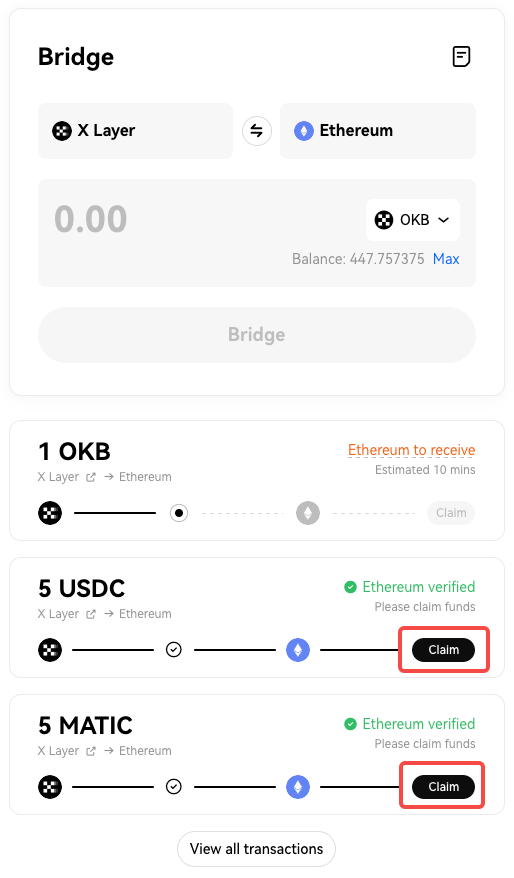 Bridge
X Layer
Ethereum
0.00
OKB
Balance: 447.757375 Max
Bridge
1 OKB
Ethereum to receive
X Layer → Ethereum
Estimated 10 mins
Claim
5 USDC
Ethereum verified
X Layer → Ethereum
Please claim funds
Claim
5 MATIC
Ethereum verified
X Layer → Ethereum
Please claim funds
Claim
View all transactions